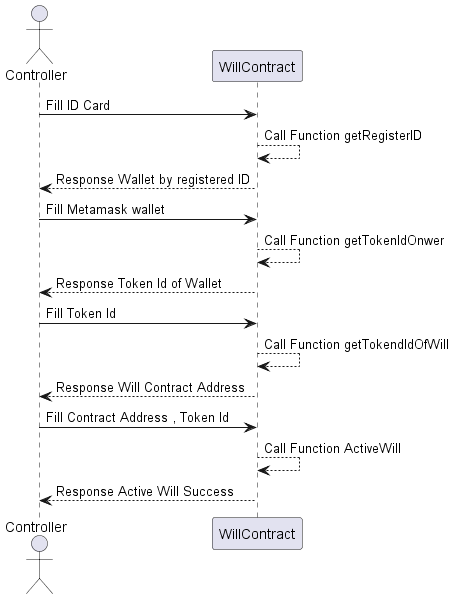 Controller
WillContract
Fill ID Card
Call Function getRegisterID
Response Wallet by registered ID
Fill Metamask wallet
Call Function getTokenIdOnwer
Response Token Id of Wallet
Fill Token Id
Call Function getTokendIdOfWill
Response Will Contract Address
Fill Contract Address , Token Id
Call Function ActiveWill
Response Active Will Success
Controller
WillContract